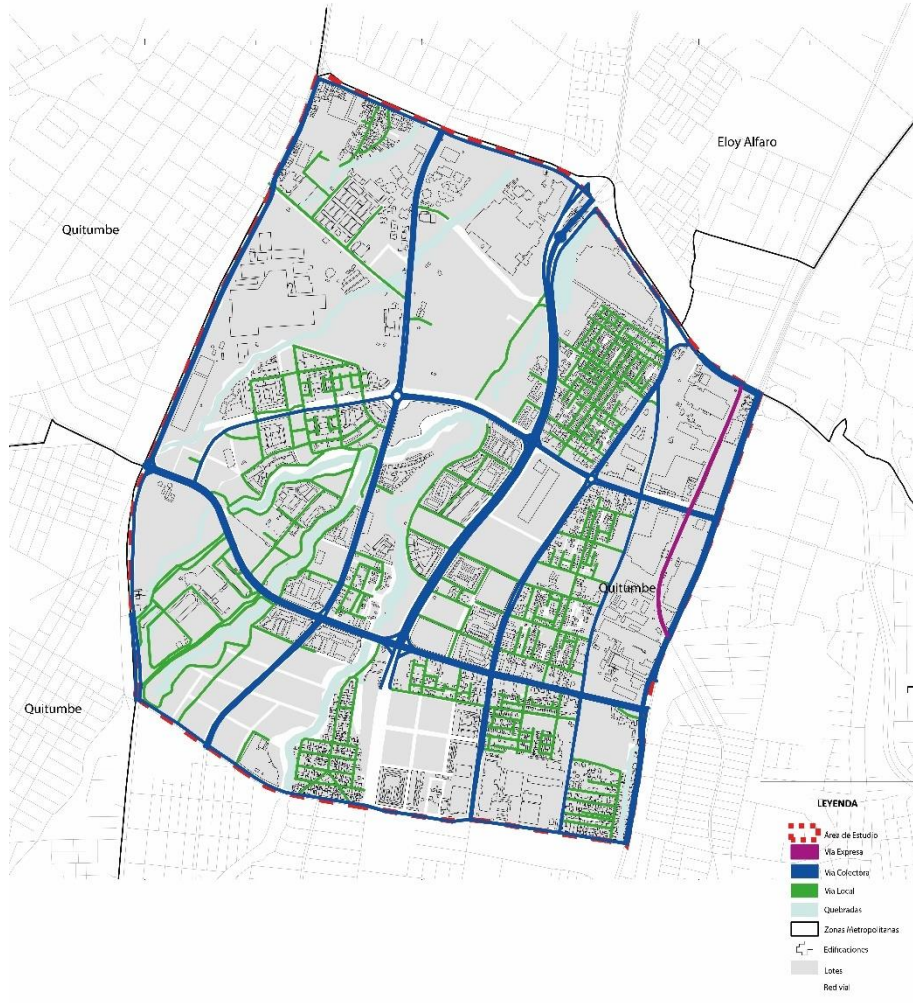 Eloy Alfaro
Quitumbe
Quitumbe
Quitumbe
LEYENDA
Área de Estudio
Vía Expresa
Vía Colectora
Vía Local
Quebradas
Zonas Metropolitanas
Edificaciones
Lotes
Red vial